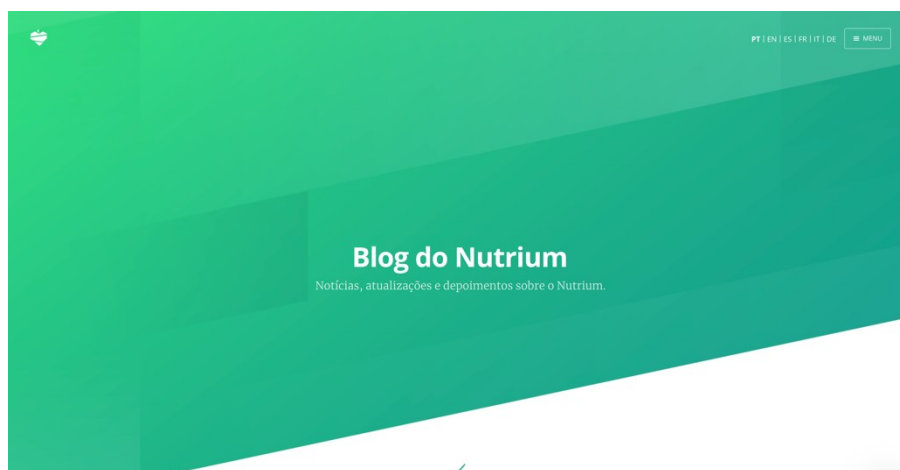 PT | EN | ES | FR | IT | DE ≡ MENU
Blog do Nutrium
Notícias, atualizações e depoimentos sobre o Nutrium.